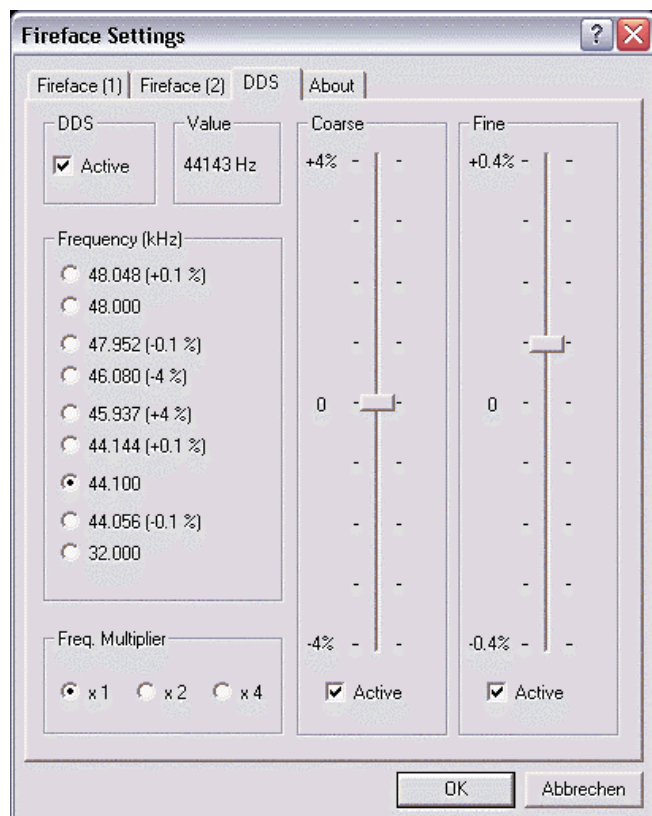 Fireface Settings
Fireface (1) Fireface (2) DDS About
DDS
Active
Value
44143 Hz
Frequency (kHz)
48.048 (+0.1 %)
48.000
47.952 (-0.1 %)
46.080 (-4 %)
45.937 (+4 %)
44.144 (+0.1 %)
44.100
44.056 (-0.1 %)
32.000
Freq. Multiplier
x 1 x 2 x 4
Coarse
+4%
0
-4%
Active
Fine
+0.4%
0
-0.4%
Active
OK Abbrechen